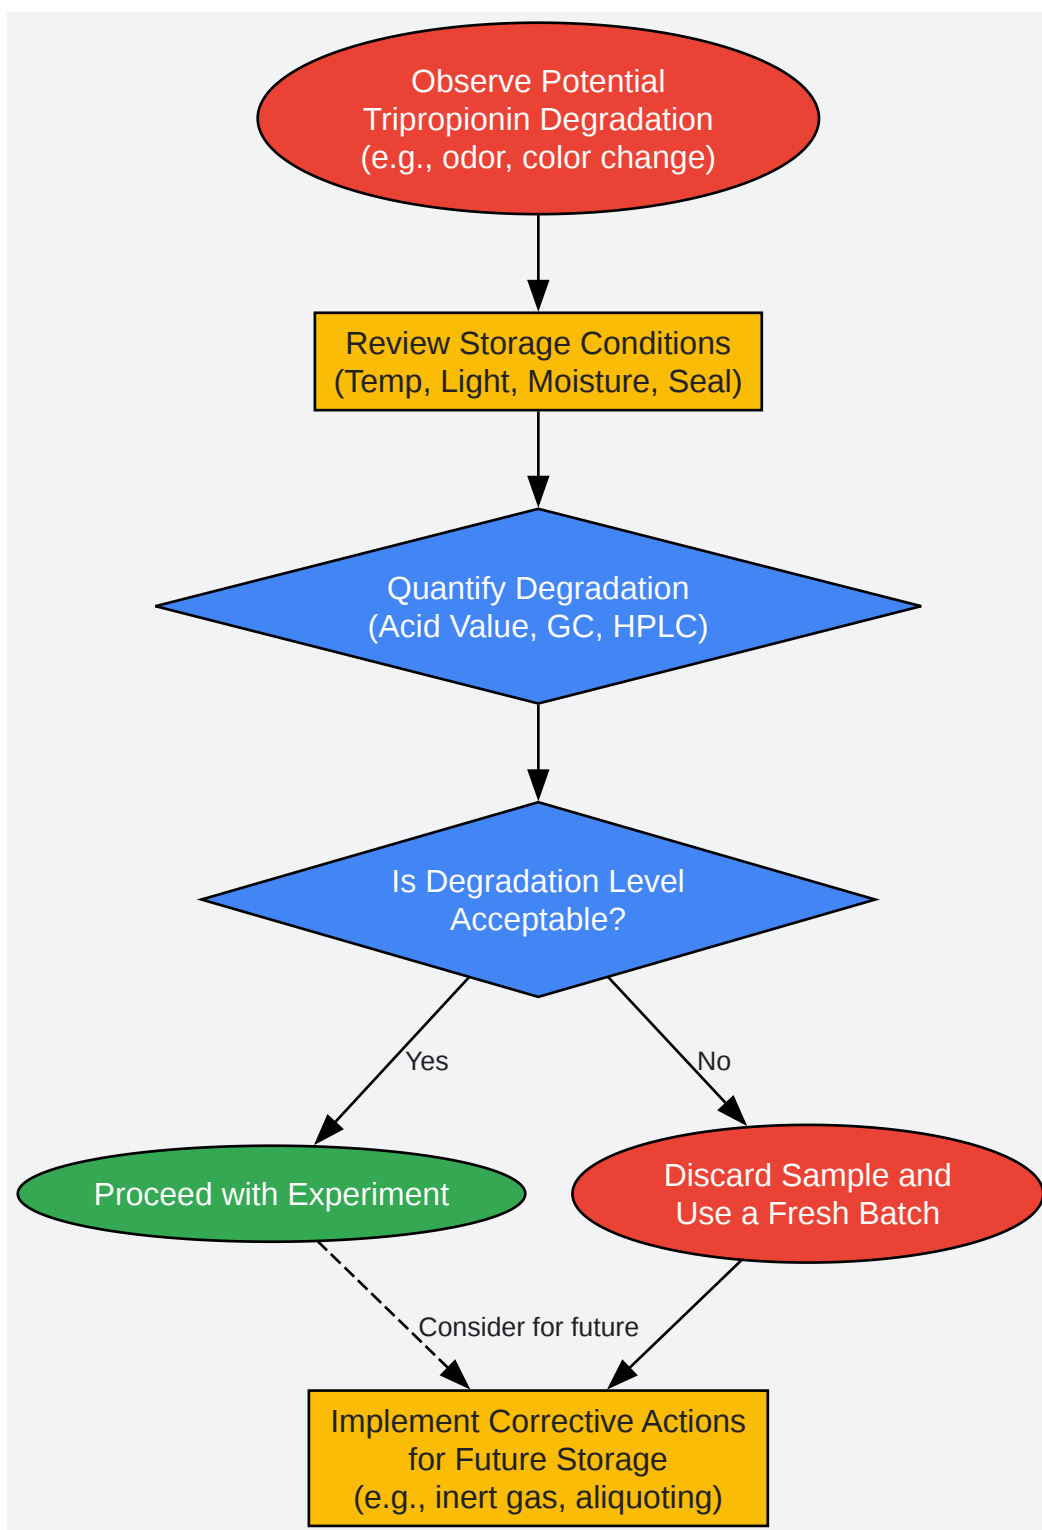 Observe Potential
Tripropionin Degradation
(e.g., odor, color change)
Review Storage Conditions
(Temp, Light, Moisture, Seal)
Quantify Degradation
(Acid Value, GC, HPLC)
Is Degradation Level
Acceptable?
Yes
No
Proceed with Experiment
Discard Sample and
Use a Fresh Batch
Consider for future
Implement Corrective Actions
for Future Storage
(e.g., inert gas, aliquoting)